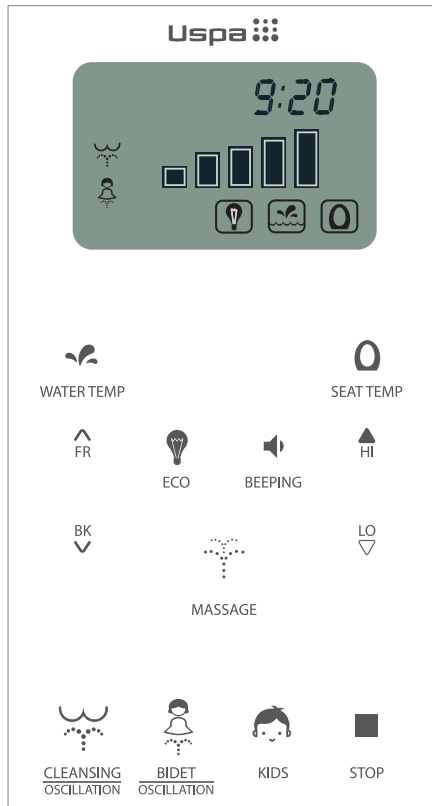 Uspa
9:20
WATER TEMP
SEAT TEMP
FR
HI
ECO
BEEPING
BK
LO
MASSAGE
CLEANSING
OSCILLATION
BIDET
OSCILLATION
KIDS
STOP